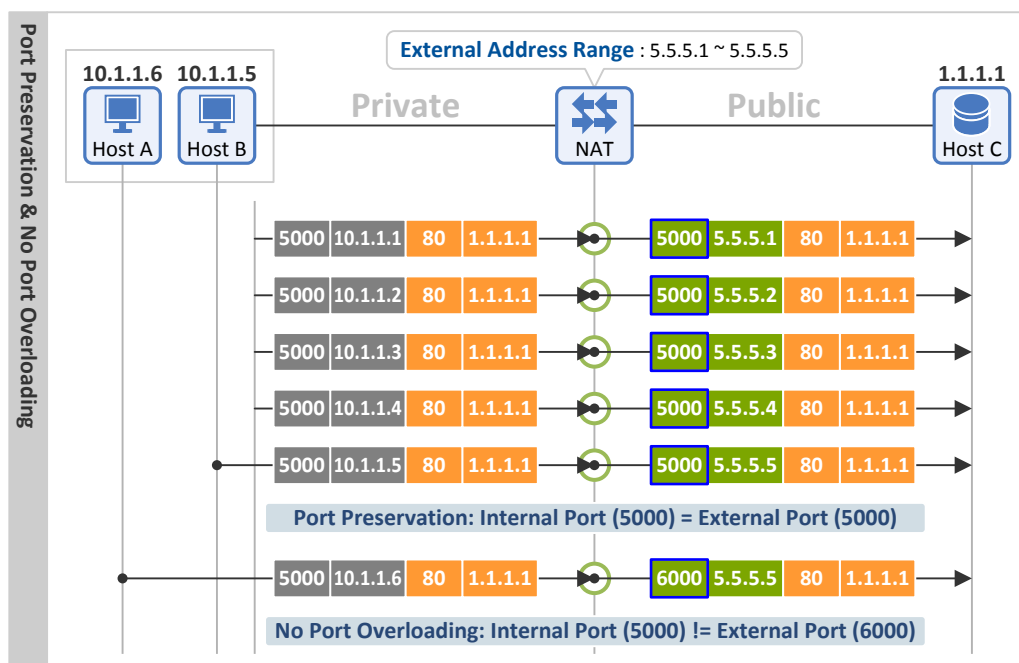 Port Preservation & No Port Overloading
External Address Range : 5.5.5.1 ~ 5.5.5.5
10.1.1.6 10.1.1.5 1.1.1.1
Private Public
Host A Host B NAT Host C
5000 10.1.1.1 80 1.1.1.1 5000 5.5.5.1 80 1.1.1.1
5000 10.1.1.2 80 1.1.1.1 5000 5.5.5.2 80 1.1.1.1
5000 10.1.1.3 80 1.1.1.1 5000 5.5.5.3 80 1.1.1.1
5000 10.1.1.4 80 1.1.1.1 5000 5.5.5.4 80 1.1.1.1
5000 10.1.1.5 80 1.1.1.1 5000 5.5.5.5 80 1.1.1.1
Port Preservation: Internal Port (5000) = External Port (5000)
5000 10.1.1.6 80 1.1.1.1 6000 5.5.5.5 80 1.1.1.1
No Port Overloading: Internal Port (5000) != External Port (6000)